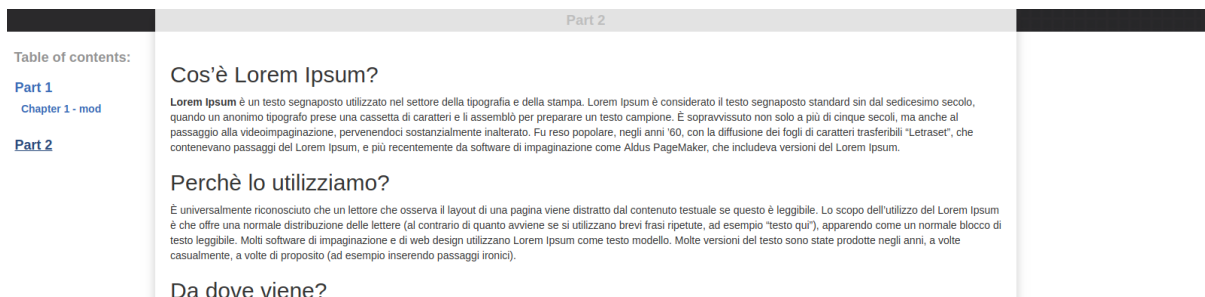 Part 2
Table of contents:
Part 1
Chapter 1 - mod
Part 2
Cos’è Lorem Ipsum?
Lorem Ipsum è un testo segnaposto utilizzato nel settore della tipografia e della stampa. Lorem Ipsum è considerato il testo segnaposto standard sin dal sedicesimo secolo,
quando un anonimo tipografo prese una cassetta di caratteri e li assemblò per preparare un testo campione. È sopravvissuto non solo a più di cinque secoli, ma anche al
passaggio alla videoimpaginazione, pervenendoci sostanzialmente inalterato. Fu reso popolare, negli anni ’60, con la diffusione dei fogli di caratteri trasferibili “Letraset”, che
contenevano passaggi del Lorem Ipsum, e più recentemente da software di impaginazione come Aldus PageMaker, che includeva versioni del Lorem Ipsum.
Perchè lo utilizziamo?
È universalmente riconosciuto che un lettore che osserva il layout di una pagina viene distratto dal contenuto testuale se questo è leggibile. Lo scopo dell’utilizzo del Lorem Ipsum
è che offre una normale distribuzione delle lettere (al contrario di quanto avviene se si utilizzano brevi frasi ripetute, ad esempio “testo qui”), apparendo come un normale blocco di
testo leggibile. Molti software di impaginazione e di web design utilizzano Lorem Ipsum come testo modello. Molte versioni del testo sono state prodotte negli anni, a volte
casualmente, a volte di proposito (ad esempio inserendo passaggi ironici).
Da dove viene?